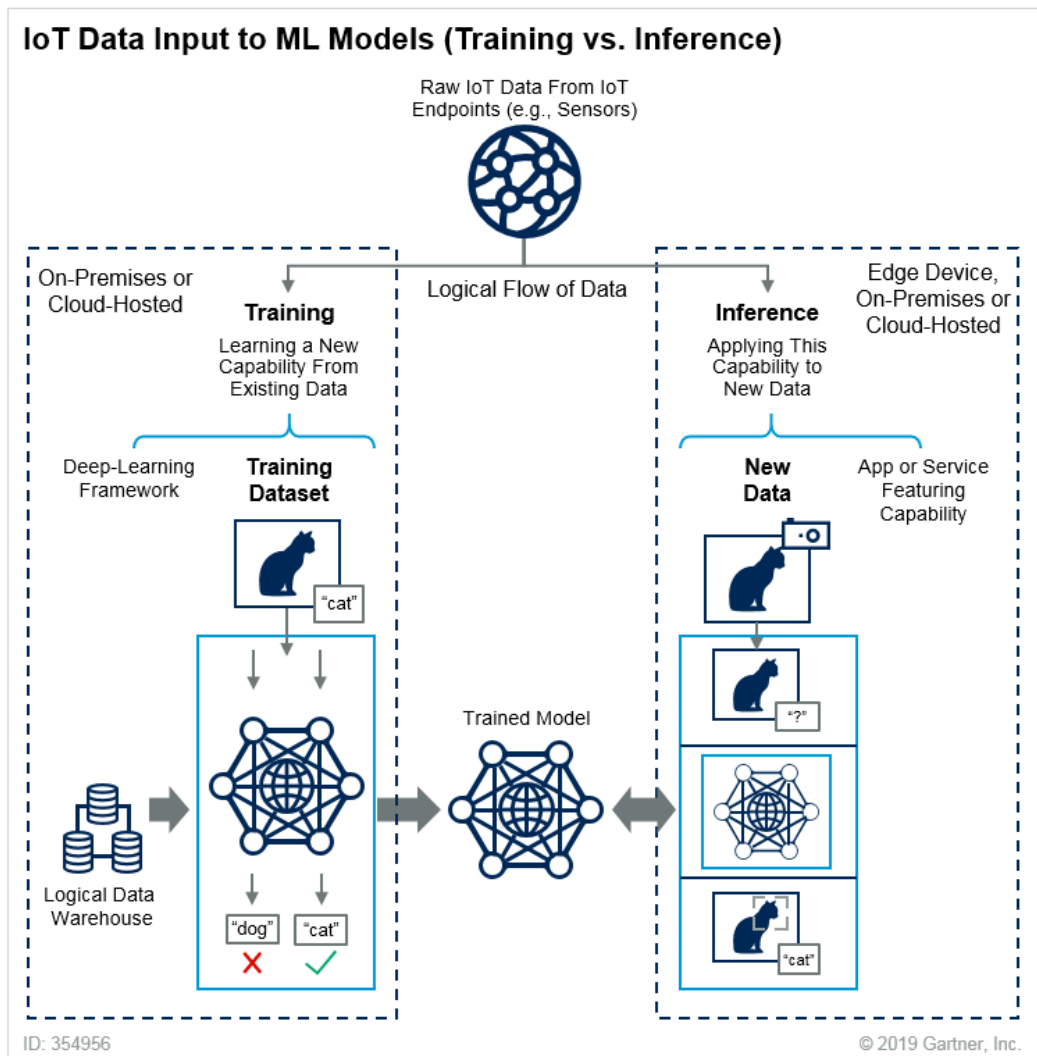 IoT Data Input to ML Models (Training vs. Inference)
Raw IoT Data From IoT
Endpoints (e.g., Sensors)
Logical Flow of Data
On-Premises or
Cloud-Hosted
Training
Learning a New
Capability From
Existing Data
Deep-Learning
Framework
Training
Dataset
“cat”
Logical Data
Warehouse
“dog”
“cat”
Trained Model
Edge Device,
On-Premises or
Cloud-Hosted
Inference
Applying This
Capability to
New Data
New
Data
App or Service
Featuring
Capability
“?”
“cat”
ID: 354956
© 2019 Gartner, Inc.